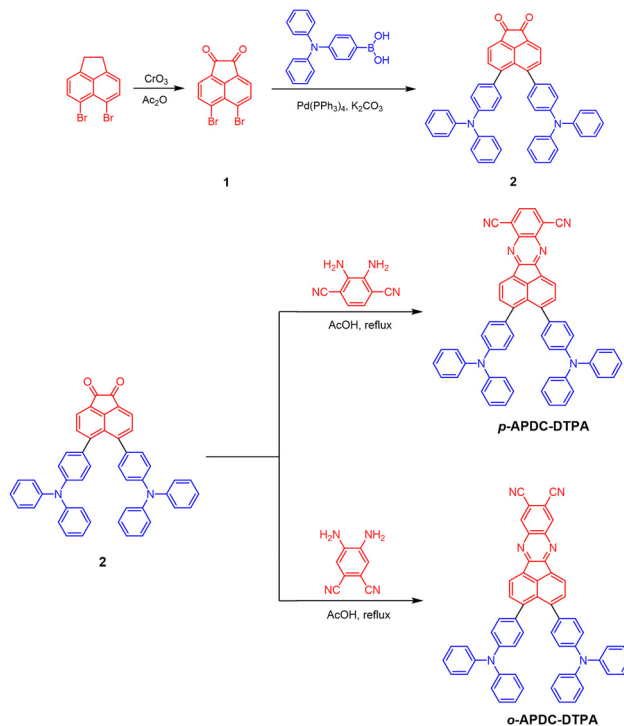 O O
CrO3
Ac2O
Br Br
Br Br
1
N
B
OH
OH
Pd(PPh3)4, K2CO3
O O
N N
2
H2N NH2
NC CN
AcOH, reflux
NC CN
N N
N N
p-APDC-DTPA
O O
N N
2
H2N NH2
NC CN
AcOH, reflux
NC CN
N N
N N
o-APDC-DTPA